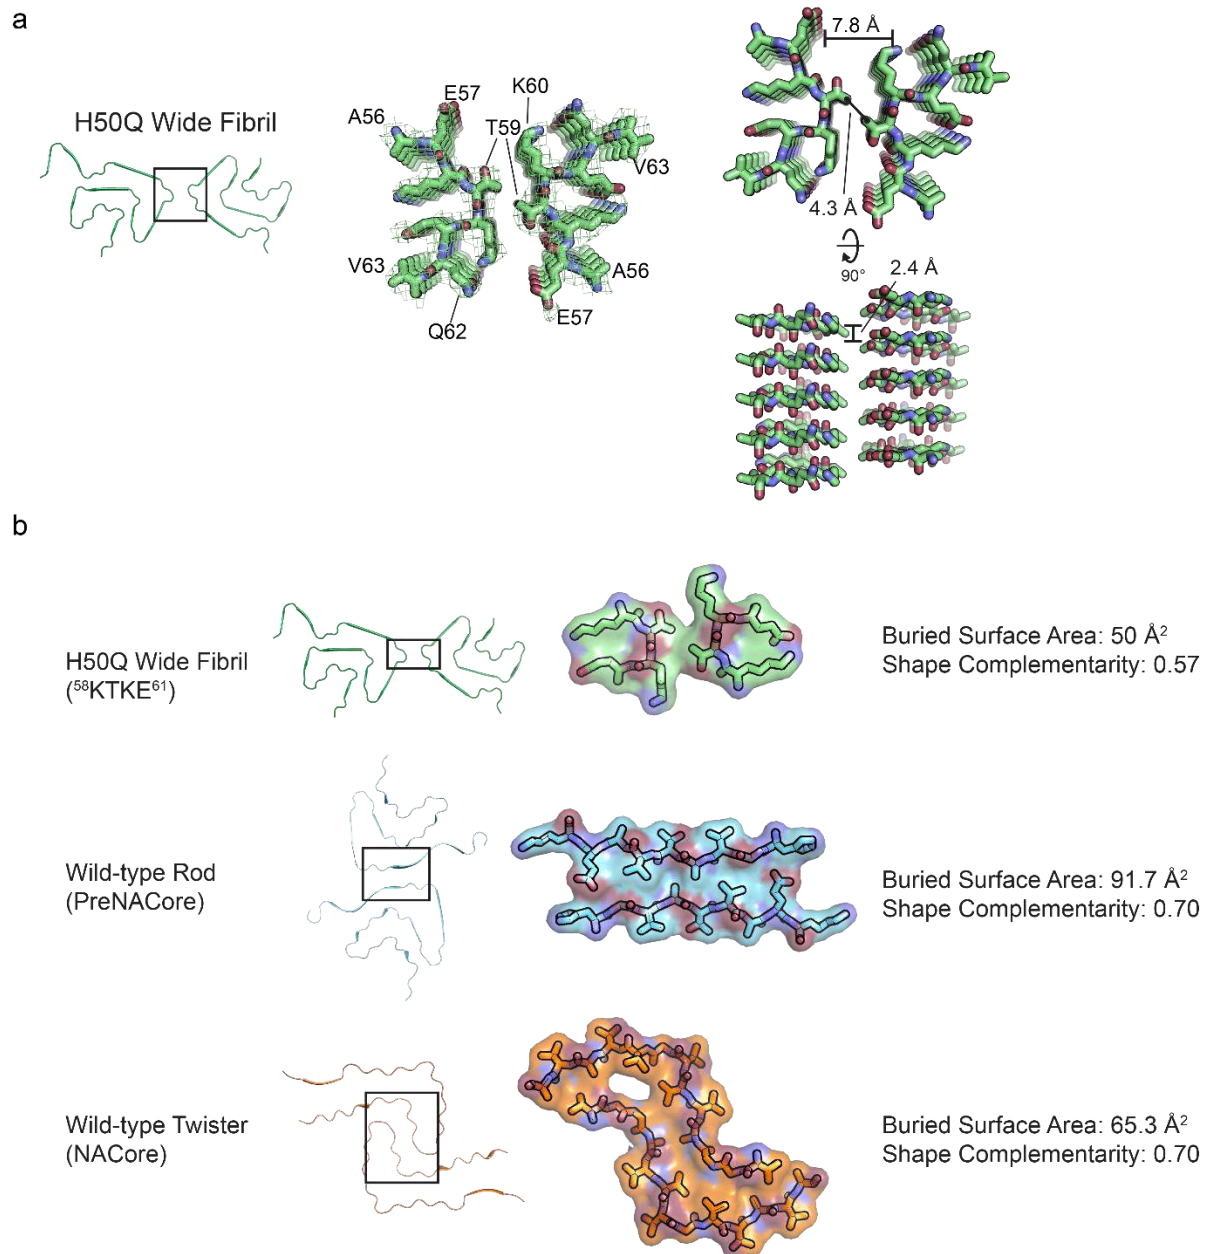 a
H50Q Wide Fibril
A56
E57
K60
T59
V63
V63
A56
Q62
E57
7.8 Å
4.3 Å
90°
2.4 Å
b
H50Q Wide Fibril
(⁵⁸KTKE⁶¹)
Buried Surface Area: 50 Å²
Shape Complementarity: 0.57
Wild-type Rod
(PreNACore)
Buried Surface Area: 91.7 Å²
Shape Complementarity: 0.70
Wild-type Twister
(NACore)
Buried Surface Area: 65.3 Å²
Shape Complementarity: 0.70